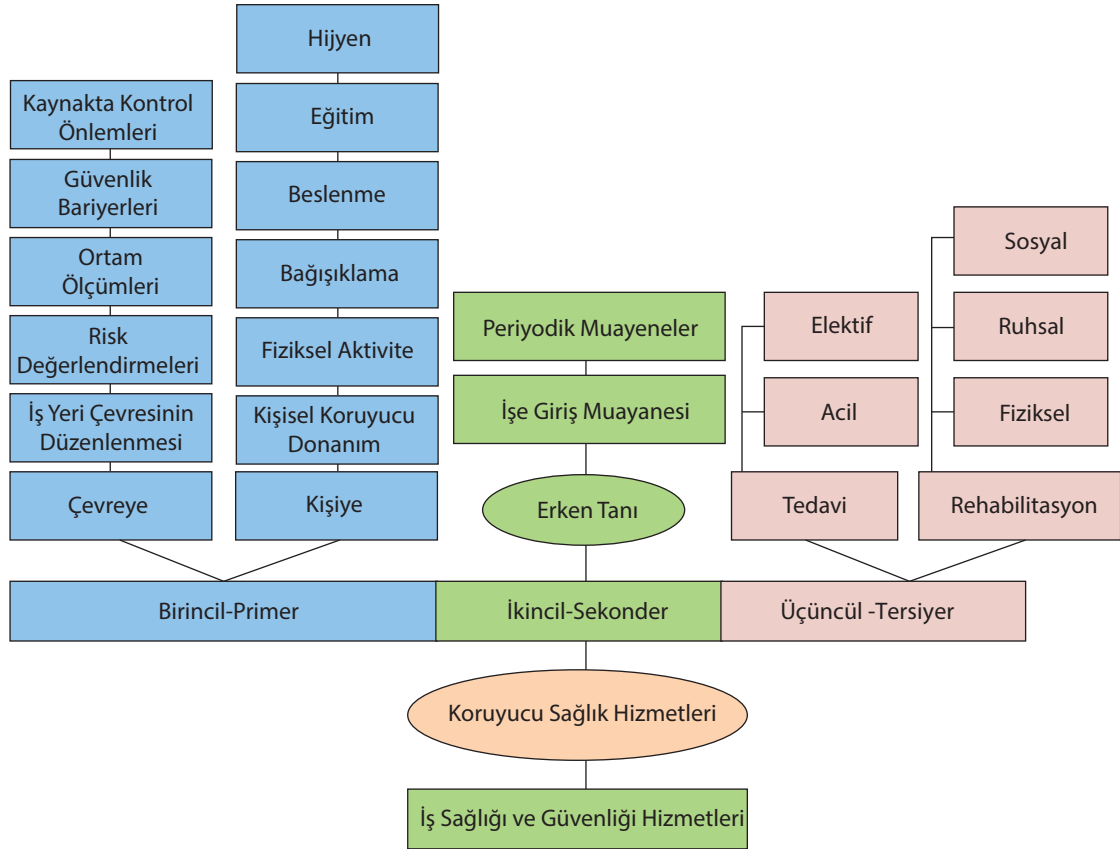 Hijyen
Kaynakta Kontrol
Önlemleri
Eğitim
Güvenlik
Bariyerleri
Beslenme
Ortam
Ölçümleri
Bağışıklama
Risk
Değerlendirmeleri
Fiziksel Aktivite
İş Yeri Çevresinin
Düzenlenmesi
Kişisel Koruyucu
Donanım
Çevreye
Kişiye
Periyodik Muayeneler
İşe Giriş Muayanesi
Erken Tanı
Elektif
Acil
Tedavi
Sosyal
Ruhsal
Fiziksel
Rehabilitasyon
Birincil-Primer
İkincil-Sekonder
Üçüncül -Tersiyer
Koruyucu Sağlık Hizmetleri
İş Sağlığı ve Güvenliği Hizmetleri